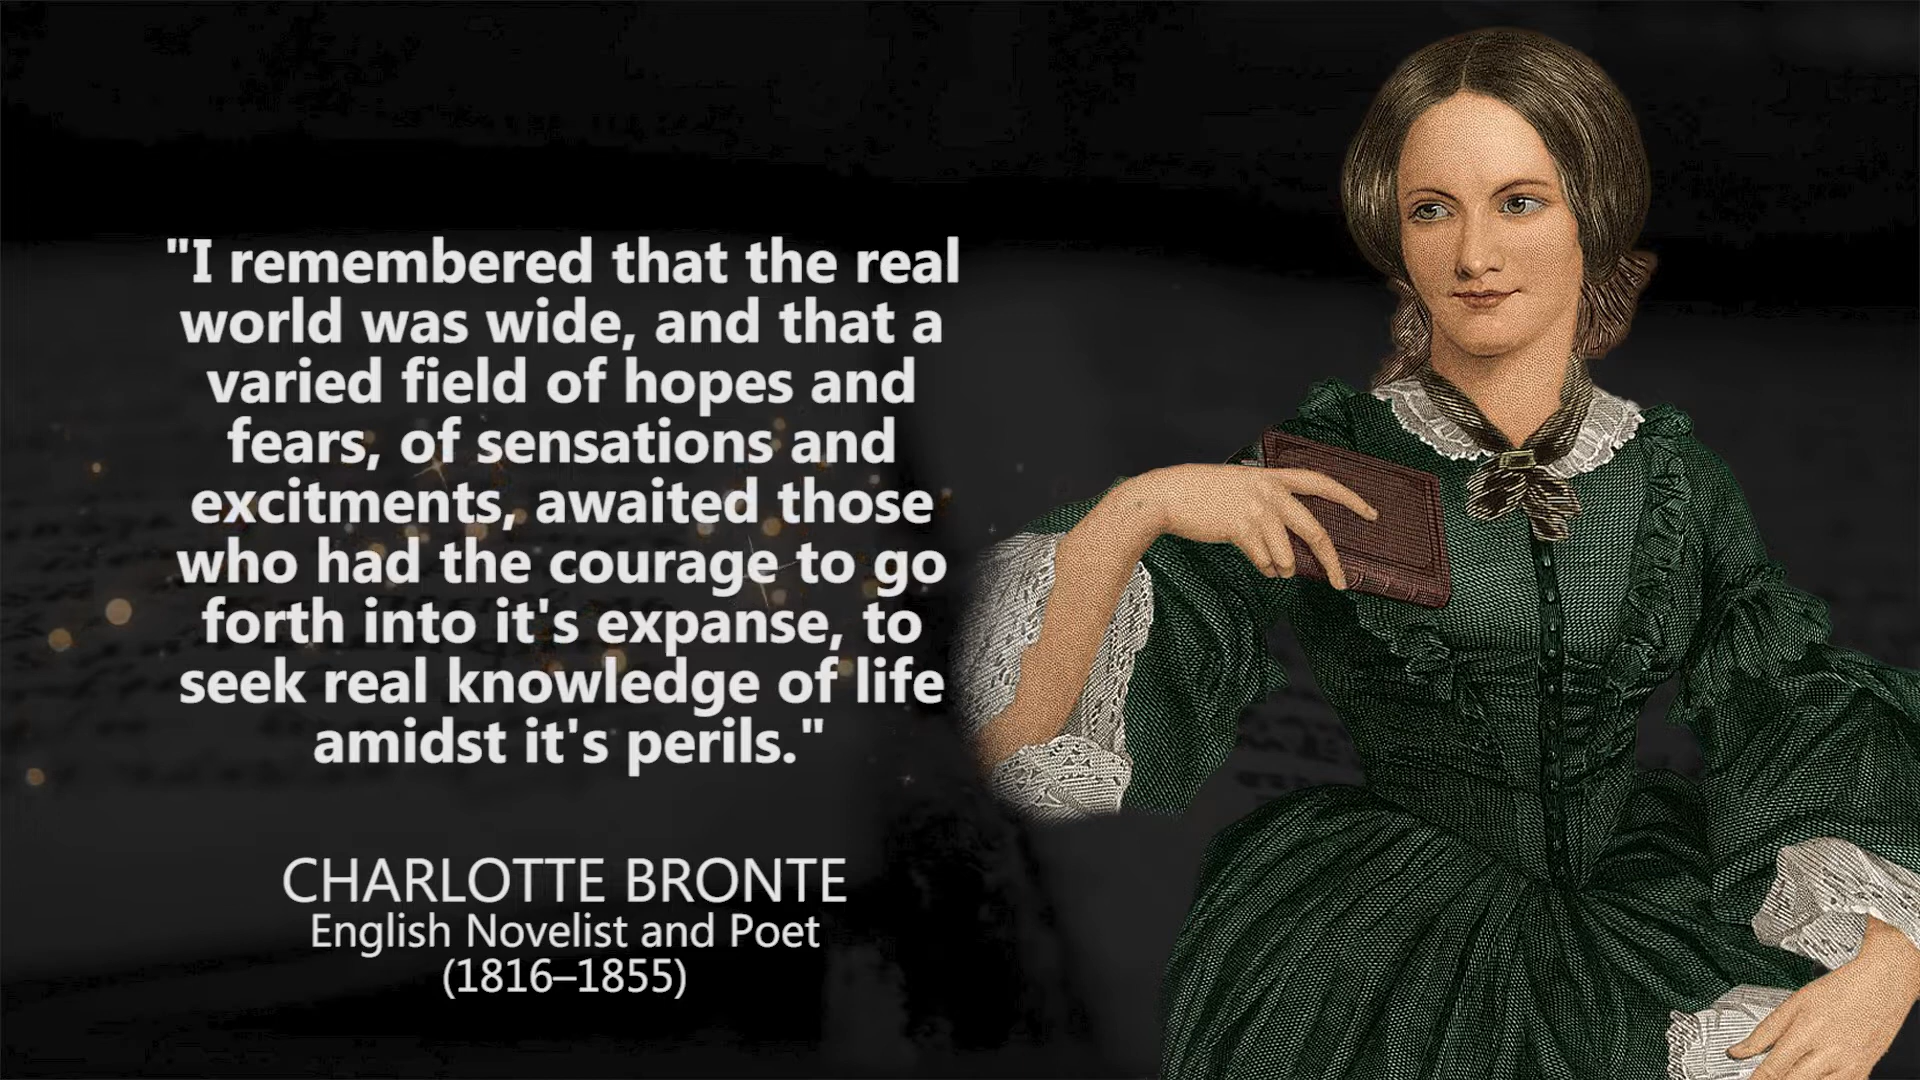 "I remembered that the real
world was wide, and that a
varied field of hopes and
fears, of sensations and
excitments, awaited those
who had the courage to go
forth into it's expanse, to
seek real knowledge of life
amidst it's perils."
CHARLOTTE BRONTE
English Novelist and Poet
(1816–1855)